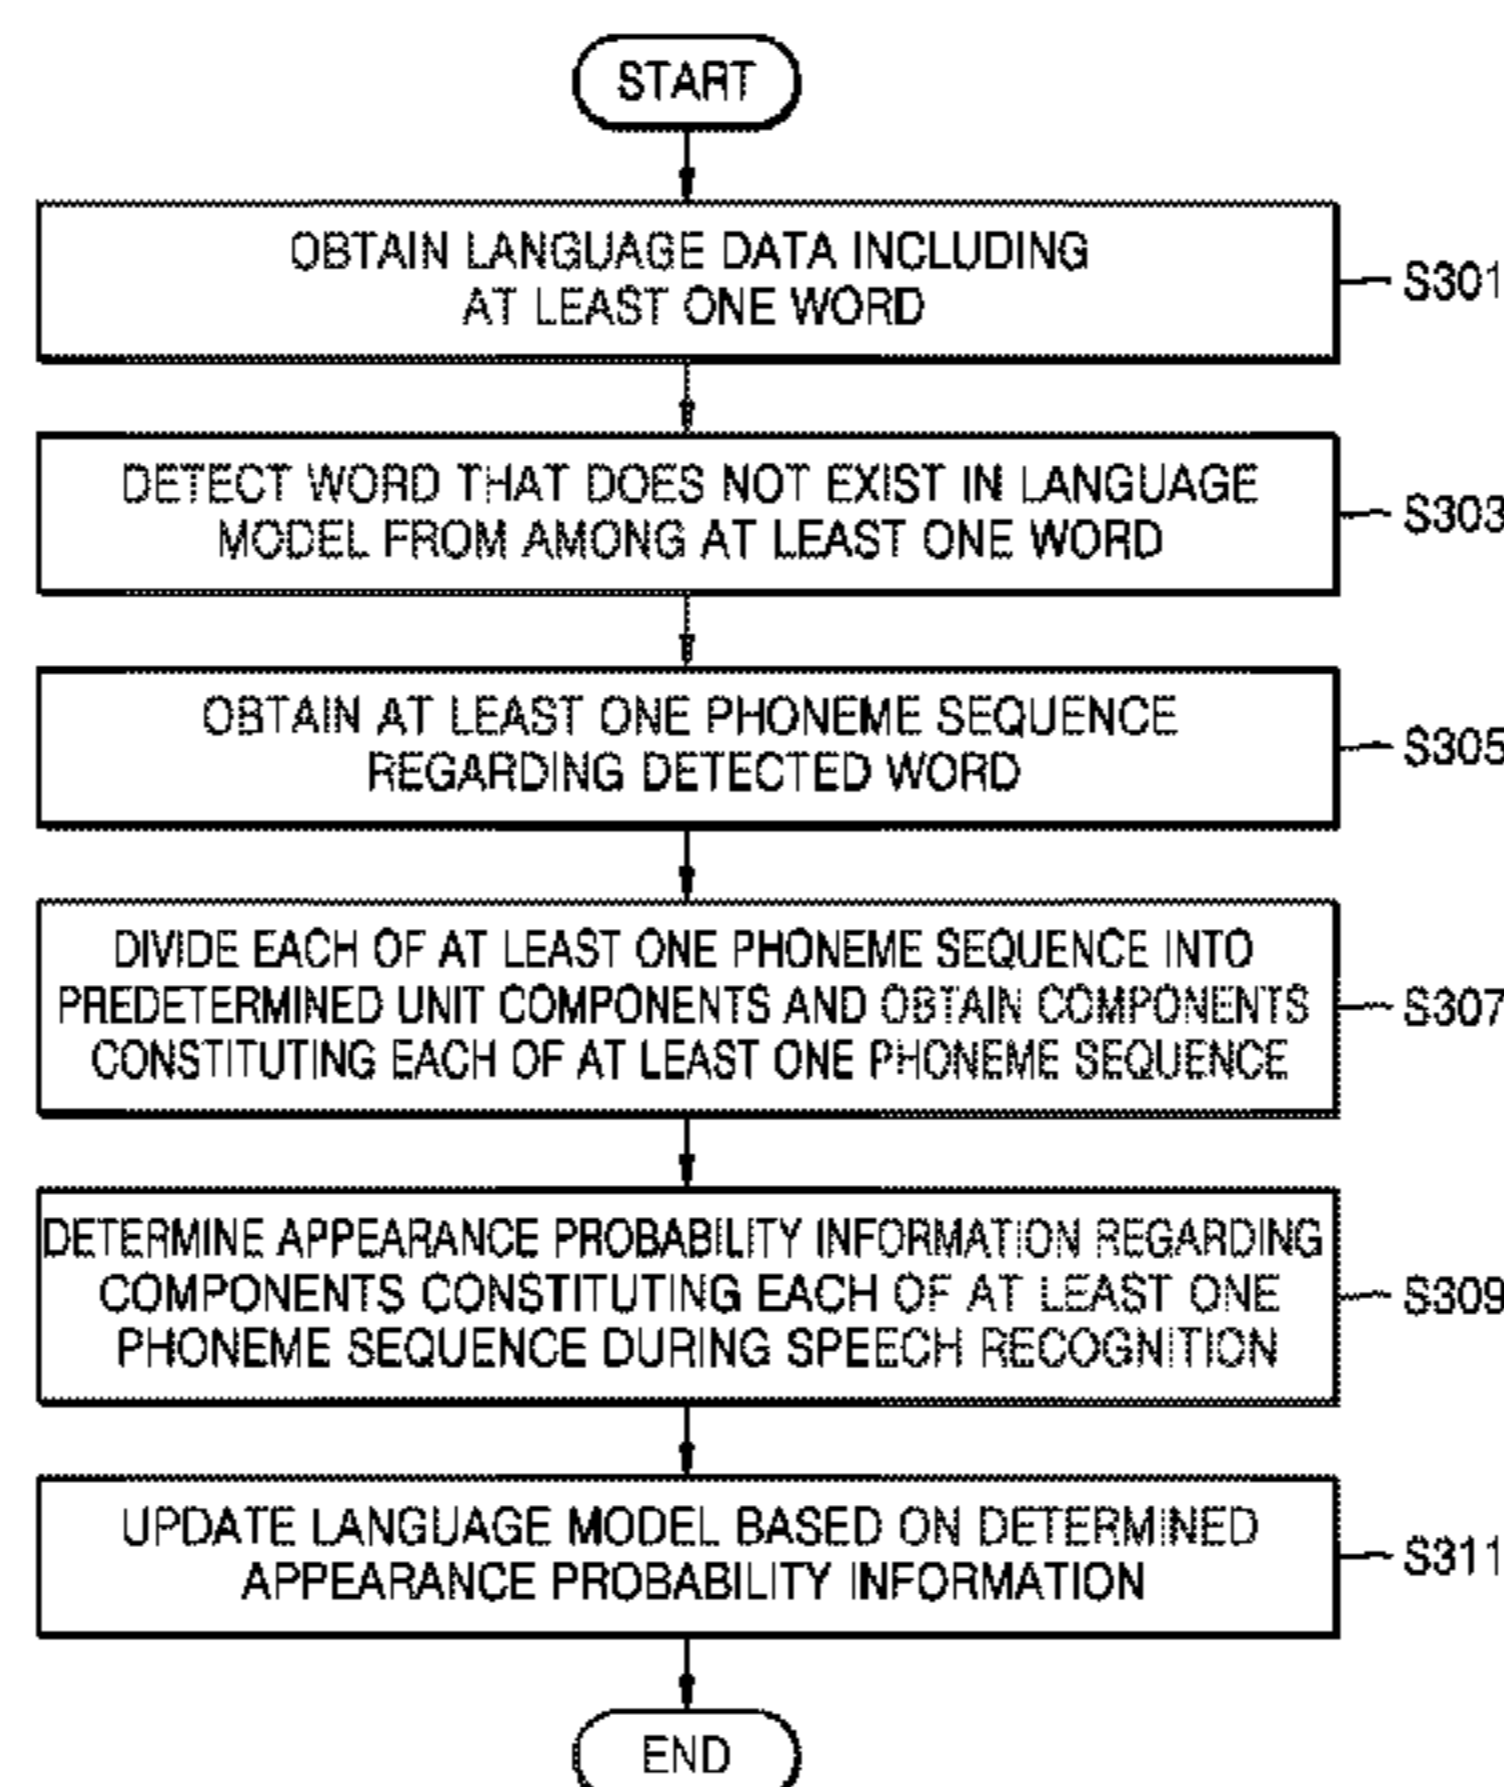 START
OBTAIN LANGUAGE DATA INCLUDING
AT LEAST ONE WORD
S301
DETECT WORD THAT DOES NOT EXIST IN LANGUAGE
MODEL FROM AMONG AT LEAST ONE WORD
S303
OBTAIN AT LEAST ONE PHONEME SEQUENCE
REGARDING DETECTED WORD
S305
DIVIDE EACH OF AT LEAST ONE PHONEME SEQUENCE INTO
PREDETERMINED UNIT COMPONENTS AND OBTAIN COMPONENTS
CONSTITUTING EACH OF AT LEAST ONE PHONEME SEQUENCE
S307
DETERMINE APPEARANCE PROBABILITY INFORMATION REGARDING
COMPONENTS CONSTITUTING EACH OF AT LEAST ONE
PHONEME SEQUENCE DURING SPEECH RECOGNITION
S309
UPDATE LANGUAGE MODEL BASED ON DETERMINED
APPEARANCE PROBABILITY INFORMATION
S311
END